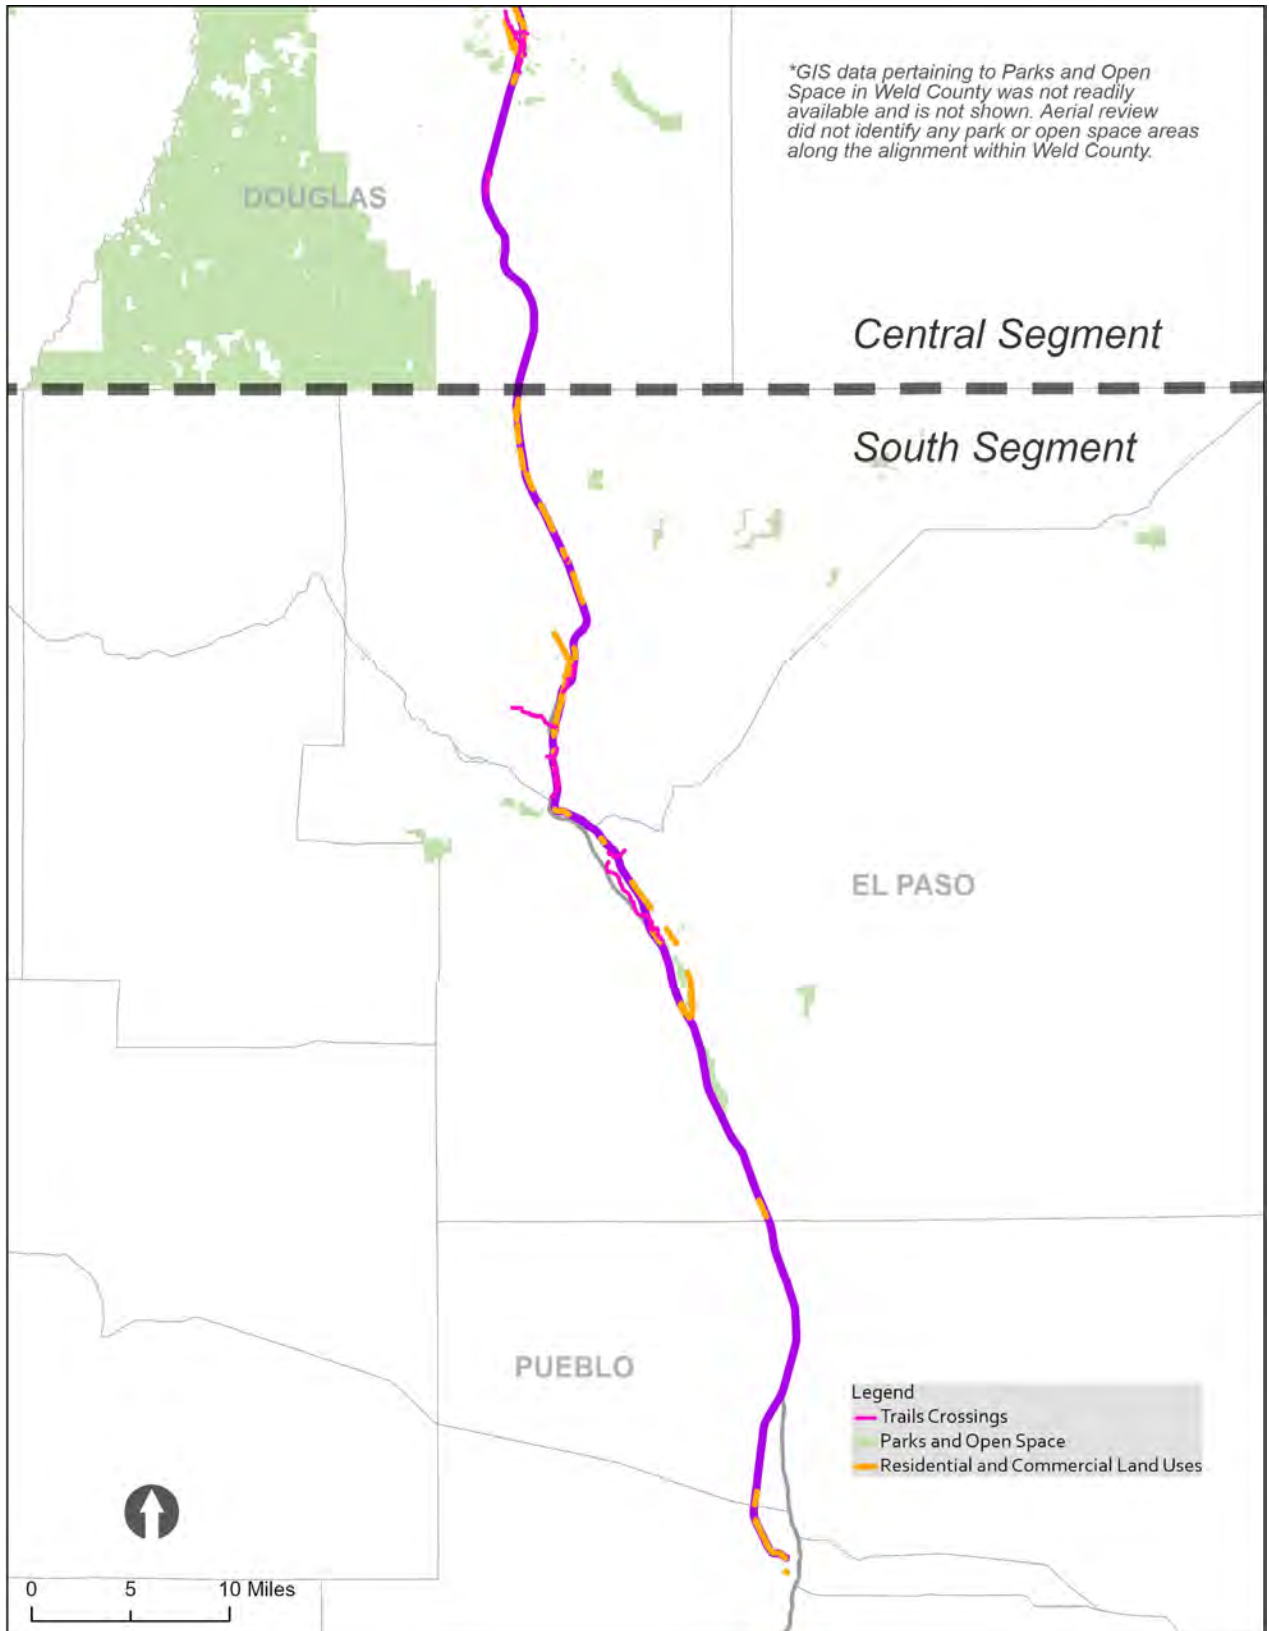 *GIS data pertaining to Parks and Open
Space in Weld County was not readily
available and is not shown. Aerial review
did not identify any park or open space areas
along the alignment within Weld County.
DOUGLAS
Central Segment
South Segment
EL PASO
PUEBLO
Legend
Trails Crossings
Parks and Open Space
Residential and Commercial Land Uses
0 5 10 Miles